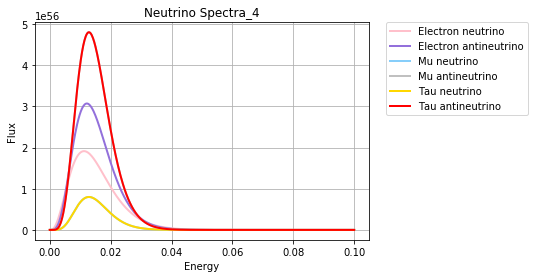 Neutrino Spectra_4
1e56
5
4
3
2
1
0
Flux
0.00 0.02 0.04 0.06 0.08 0.10
Energy
Electron neutrino
Electron antineutrino
Mu neutrino
Mu antineutrino
Tau neutrino
Tau antineutrino